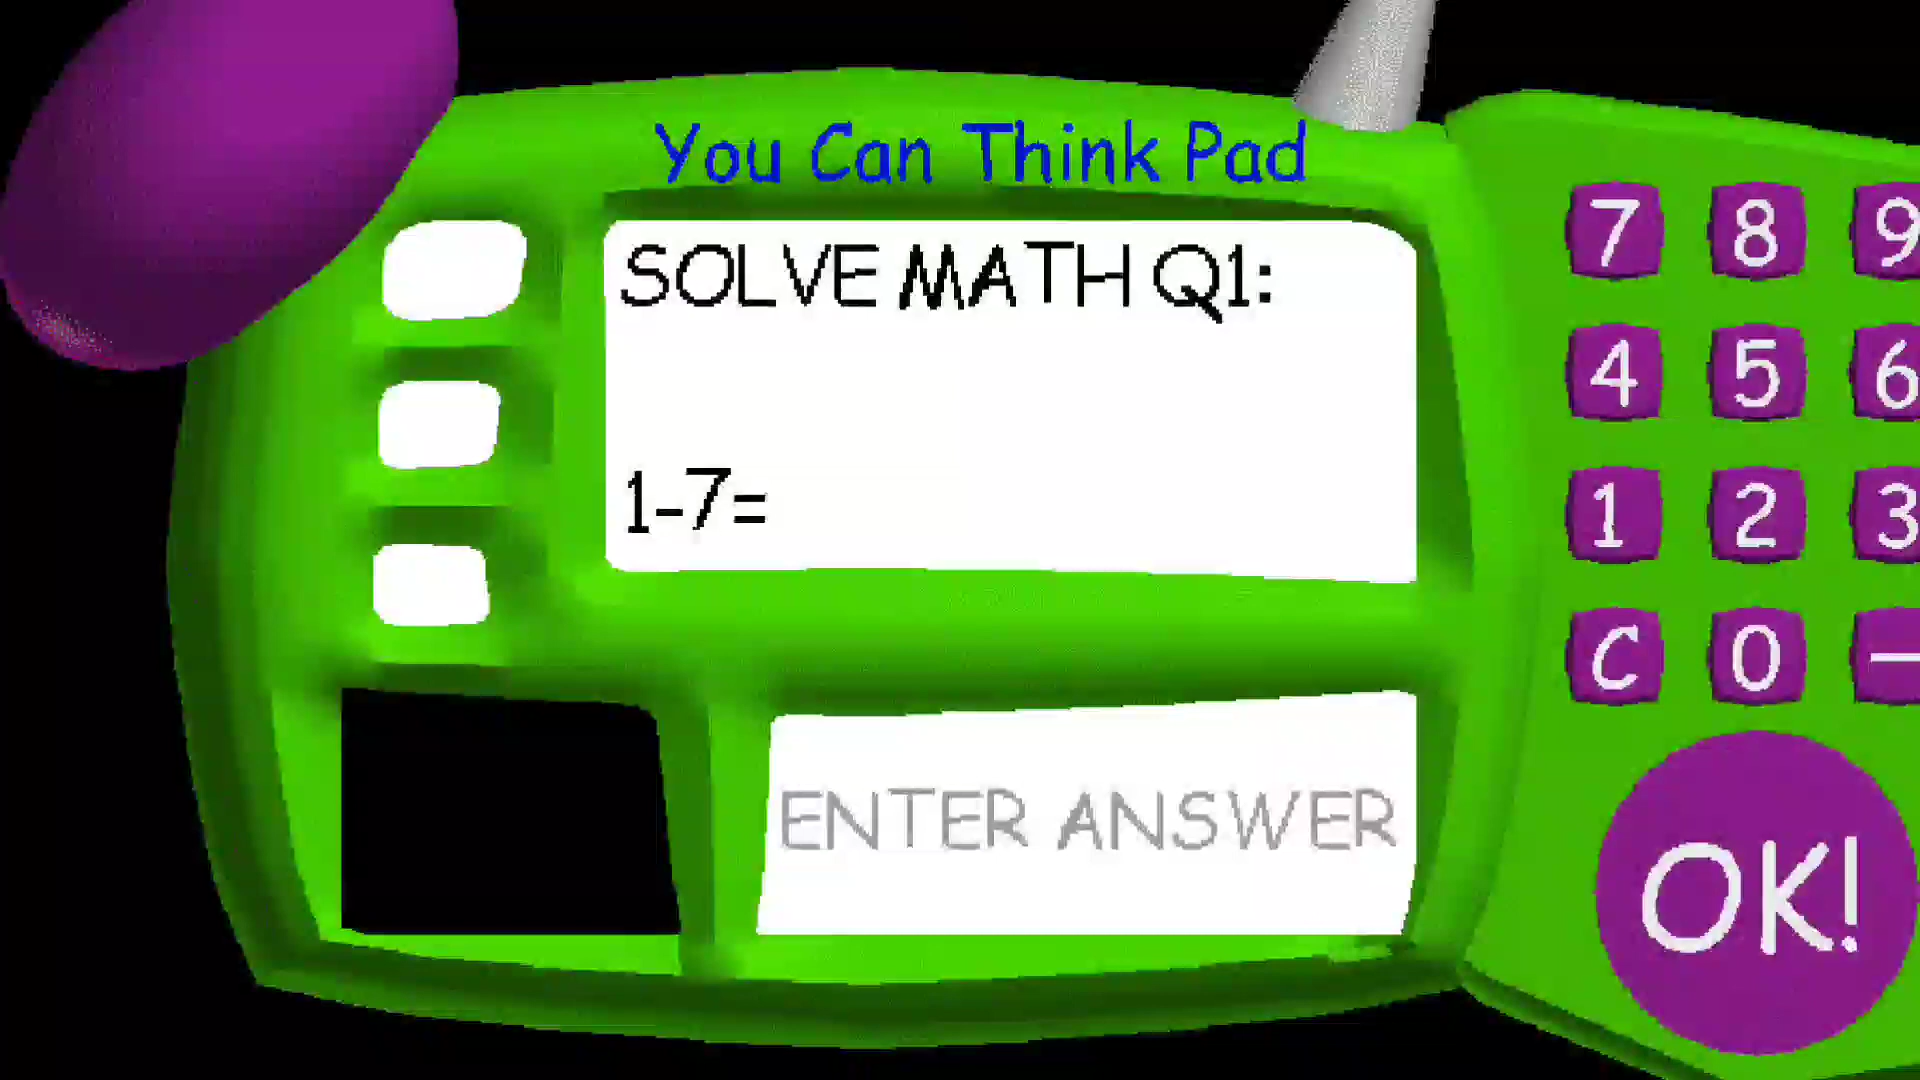 You Can Think Pad
SOLVE MATH Q1:
1-7=
7 8 9
4 5 6
1 2 3
C 0 -
ENTER ANSWER
OK!